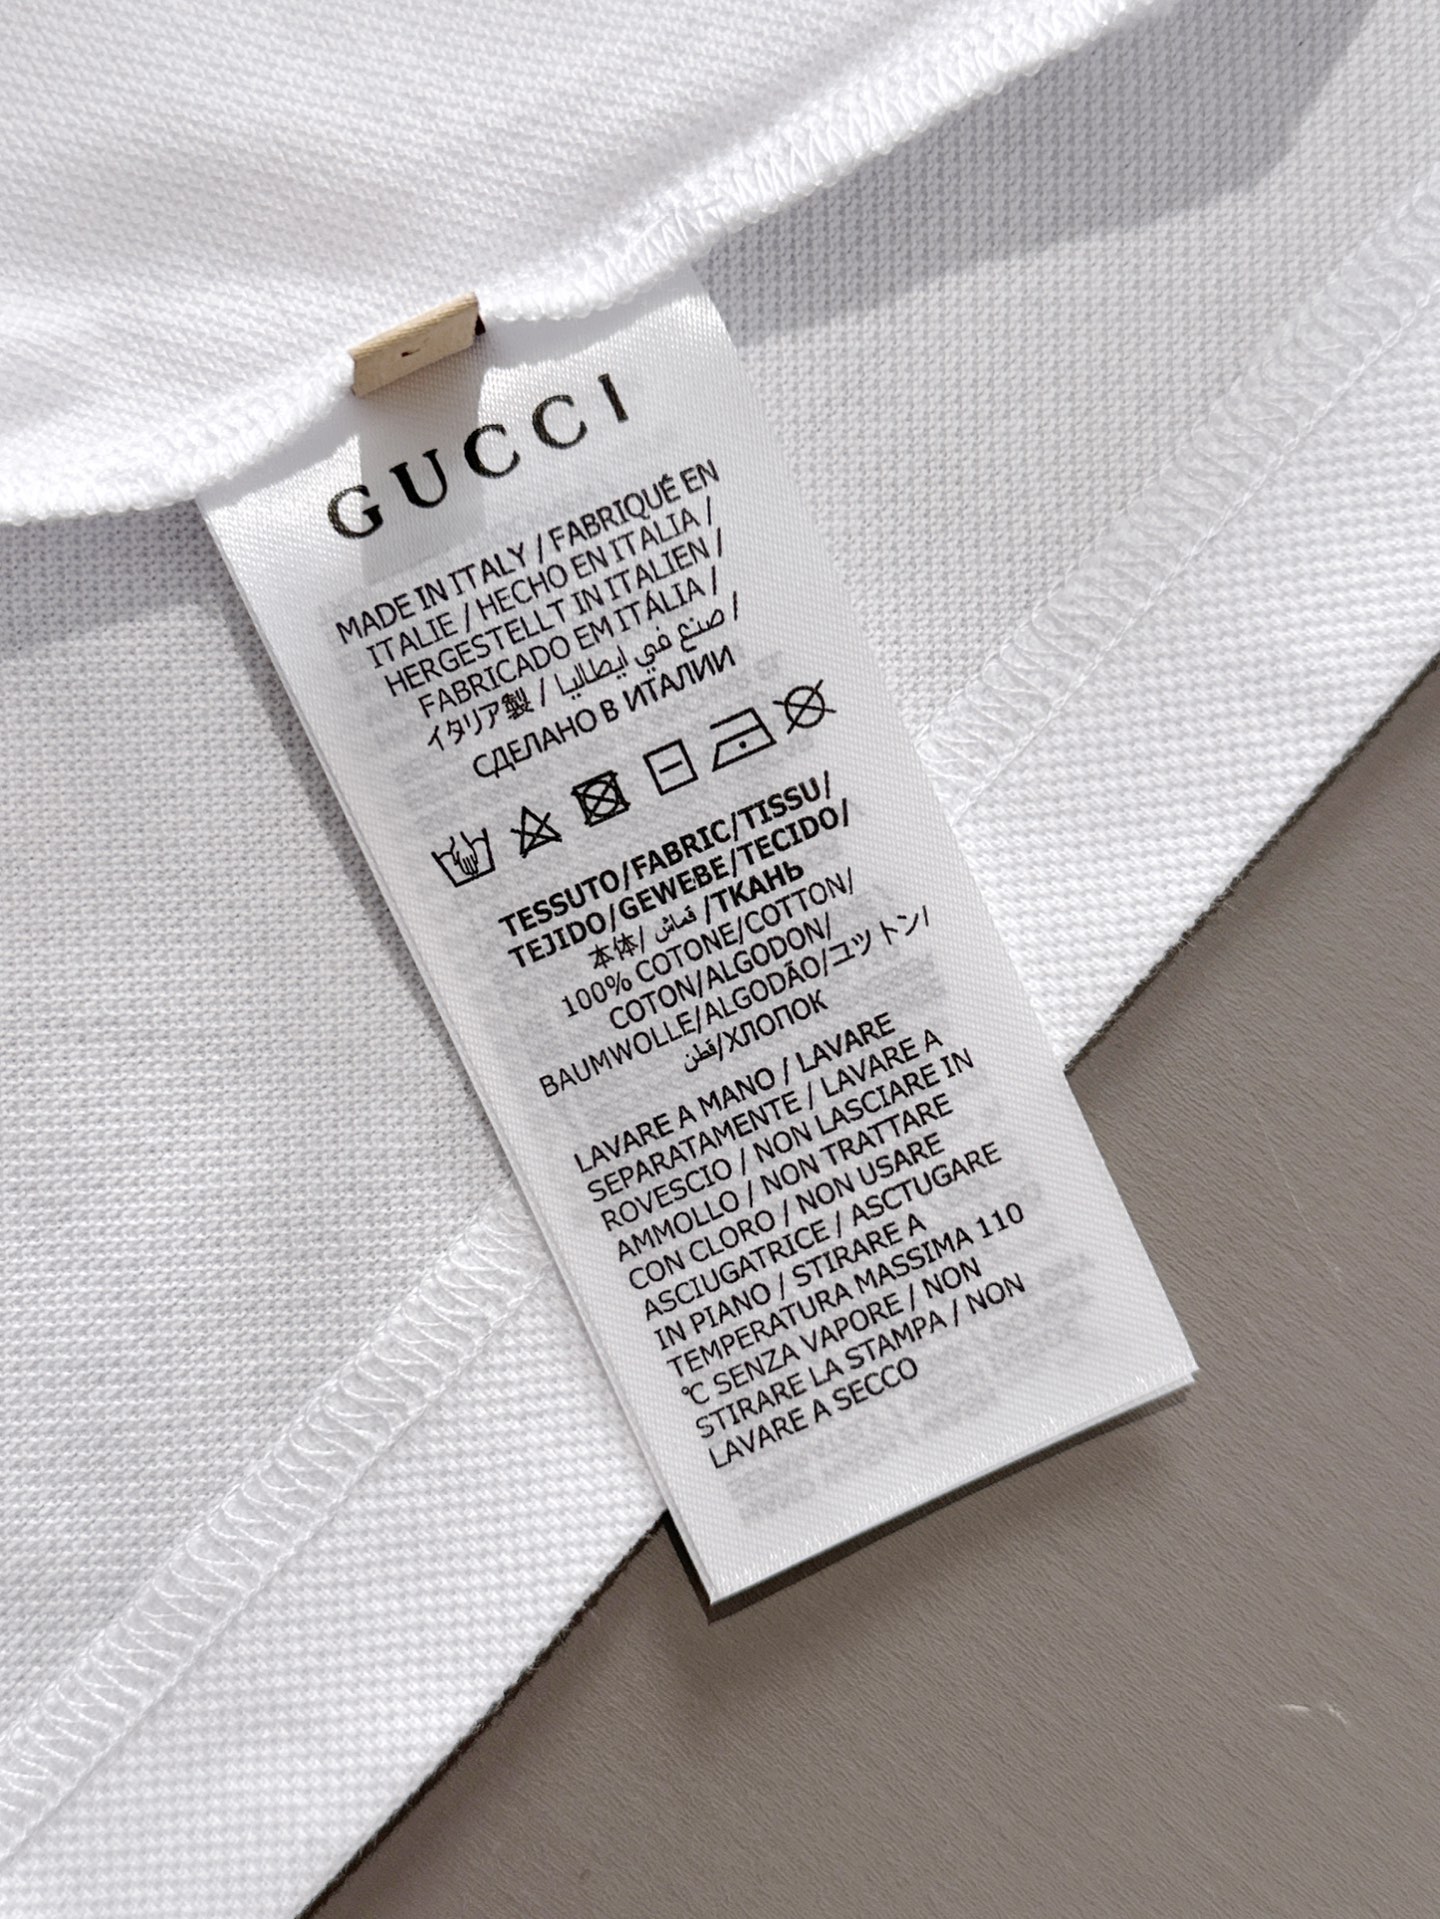 GUCCI
MADE IN ITALY / FABRIQUÉ EN
ITALIE / HECHO EN ITALIA /
HERGESTELLT IN ITALIEN /
FABRICADO EM ITÁLIA /
イタリア製 / صنع في ايطاليا /
СДЕЛАНО В ИТАЛИИ
TESSUTO/FABRIC/TISSU/
TEJIDO/GEWEBE/TECIDO/
本体/ قماش /ТКАНЬ
100% COTONE/COTTON/
COTON/ALGODON/
BAUMWOLLE/ALGODÃO/ユットン/
قطن/ХЛОПОК
LAVARE A MANO / LAVARE
SEPARATAMENTE / LAVARE A
ROVESCIO / NON LASCIARE IN
AMMOLLO / NON TRATTARE
CON CLORO / NON USARE
ASCIUGATRICE / ASCTUGARE
IN PIANO / STIRARE A
TEMPERATURA MASSIMA 110
℃ SENZA VAPORE / NON
STIRARE LA STAMPA / NON
LAVARE A SECCO